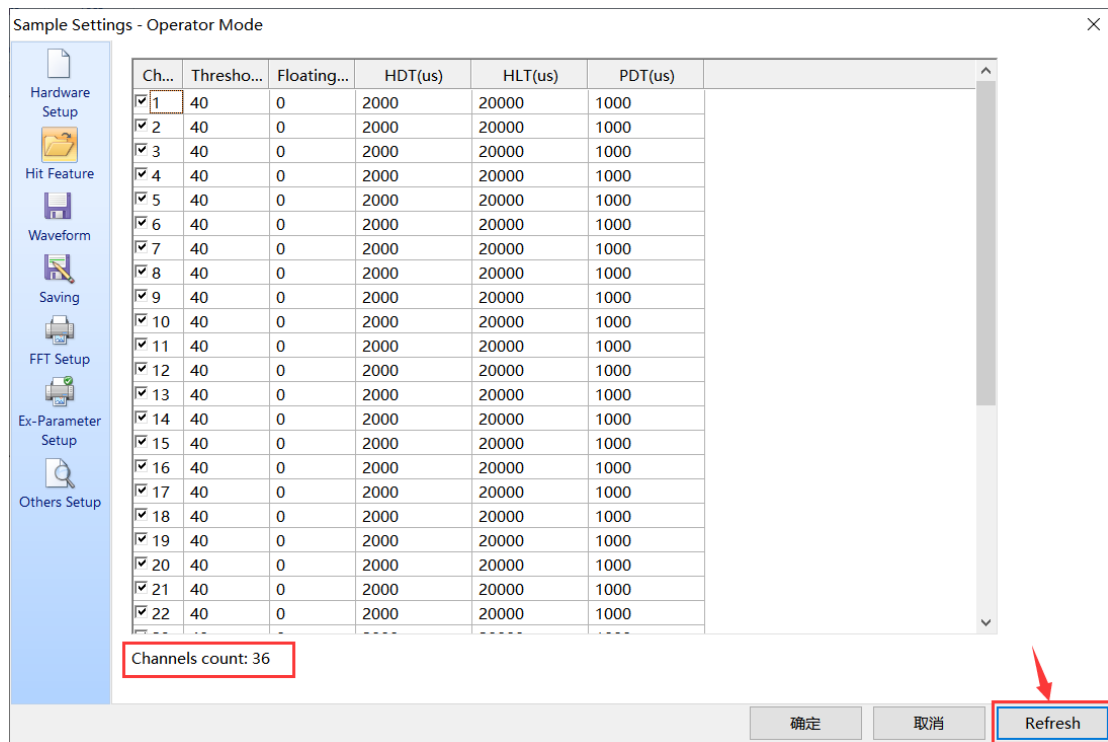 Sample Settings - Operator Mode
Hardware
Setup
Hit Feature
Waveform
Saving
FFT Setup
Ex-Parameter
Setup
Others Setup
Ch... Thresho... Floating... HDT(us) HLT(us) PDT(us)
1 40 0 2000 20000 1000
2 40 0 2000 20000 1000
3 40 0 2000 20000 1000
4 40 0 2000 20000 1000
5 40 0 2000 20000 1000
6 40 0 2000 20000 1000
7 40 0 2000 20000 1000
8 40 0 2000 20000 1000
9 40 0 2000 20000 1000
10 40 0 2000 20000 1000
11 40 0 2000 20000 1000
12 40 0 2000 20000 1000
13 40 0 2000 20000 1000
14 40 0 2000 20000 1000
15 40 0 2000 20000 1000
16 40 0 2000 20000 1000
17 40 0 2000 20000 1000
18 40 0 2000 20000 1000
19 40 0 2000 20000 1000
20 40 0 2000 20000 1000
21 40 0 2000 20000 1000
22 40 0 2000 20000 1000
Channels count: 36
确定 取消 Refresh